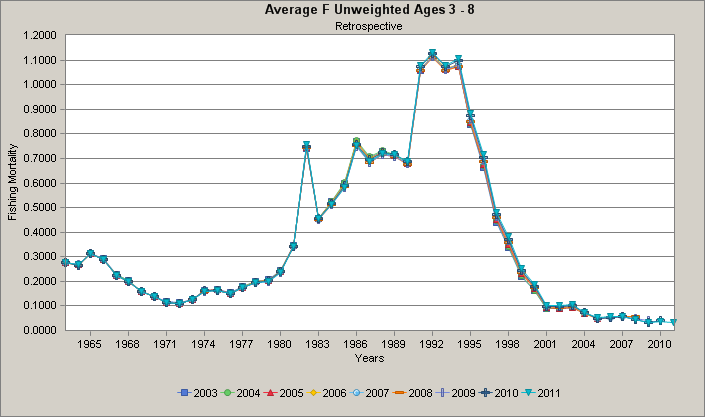 Average F Unweighted Ages 3 - 8
Retrospective
1.2000
1.1000
1.0000
0.9000
0.8000
0.7000
0.6000
0.5000
0.4000
0.3000
0.2000
0.1000
0.0000
Fishing Mortality
1965 1968 1971 1974 1977 1980 1983 1986 1989 1992 1995 1998 2001 2004 2007 2010
Years
2003 2004 2005 2006 2007 2008 2009 2010 2011